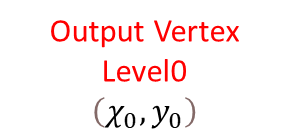 Output Vertex
Level0
(χ₀, y₀)